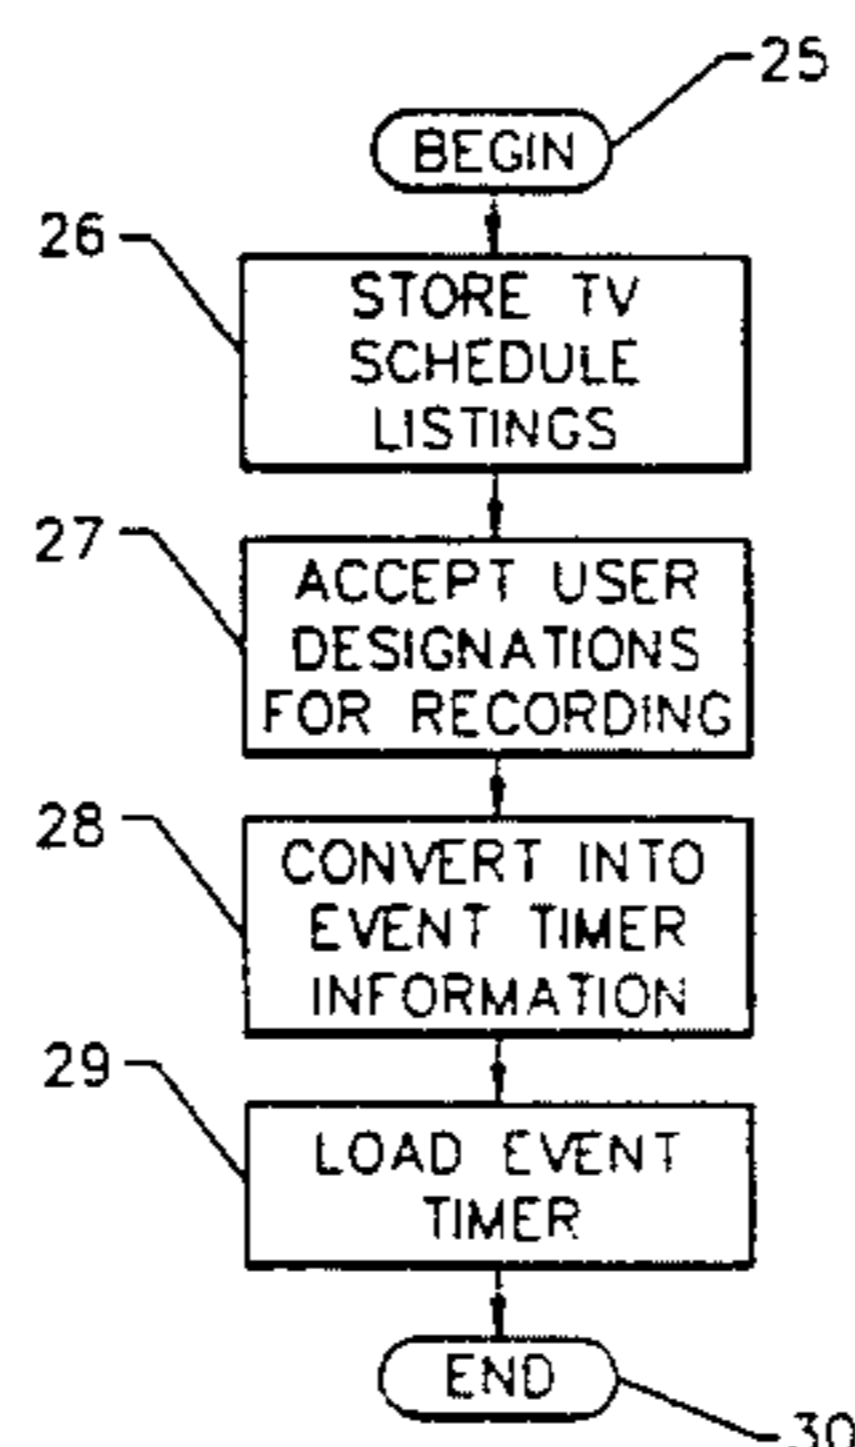 25
BEGIN
26
STORE TV
SCHEDULE
LISTINGS
27
ACCEPT USER
DESIGNATIONS
FOR RECORDING
28
CONVERT INTO
EVENT TIMER
INFORMATION
29
LOAD EVENT
TIMER
END
30